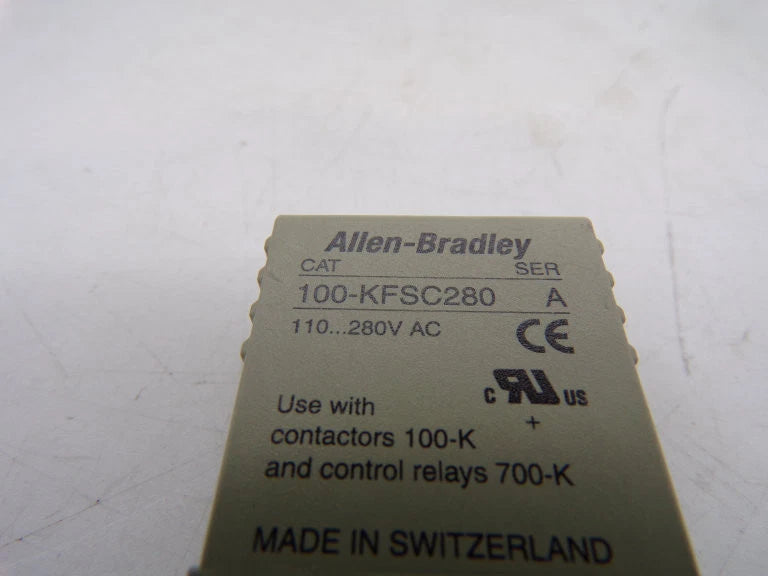 Allen-Bradley
CAT SER
100-KFSC280 A
110...280V AC CE
c RU US
+
Use with
contactors 100-K
and control relays 700-K
MADE IN SWITZERLAND